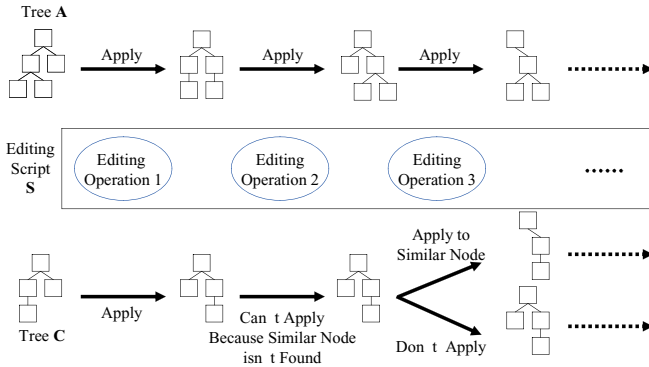 Tree A
Apply
Apply
Apply
Editing
Script
S
Editing
Operation 1
Editing
Operation 2
Editing
Operation 3
......
Apply to
Similar Node
Apply
Can t Apply
Because Similar Node
isn t Found
Don t Apply
Tree C